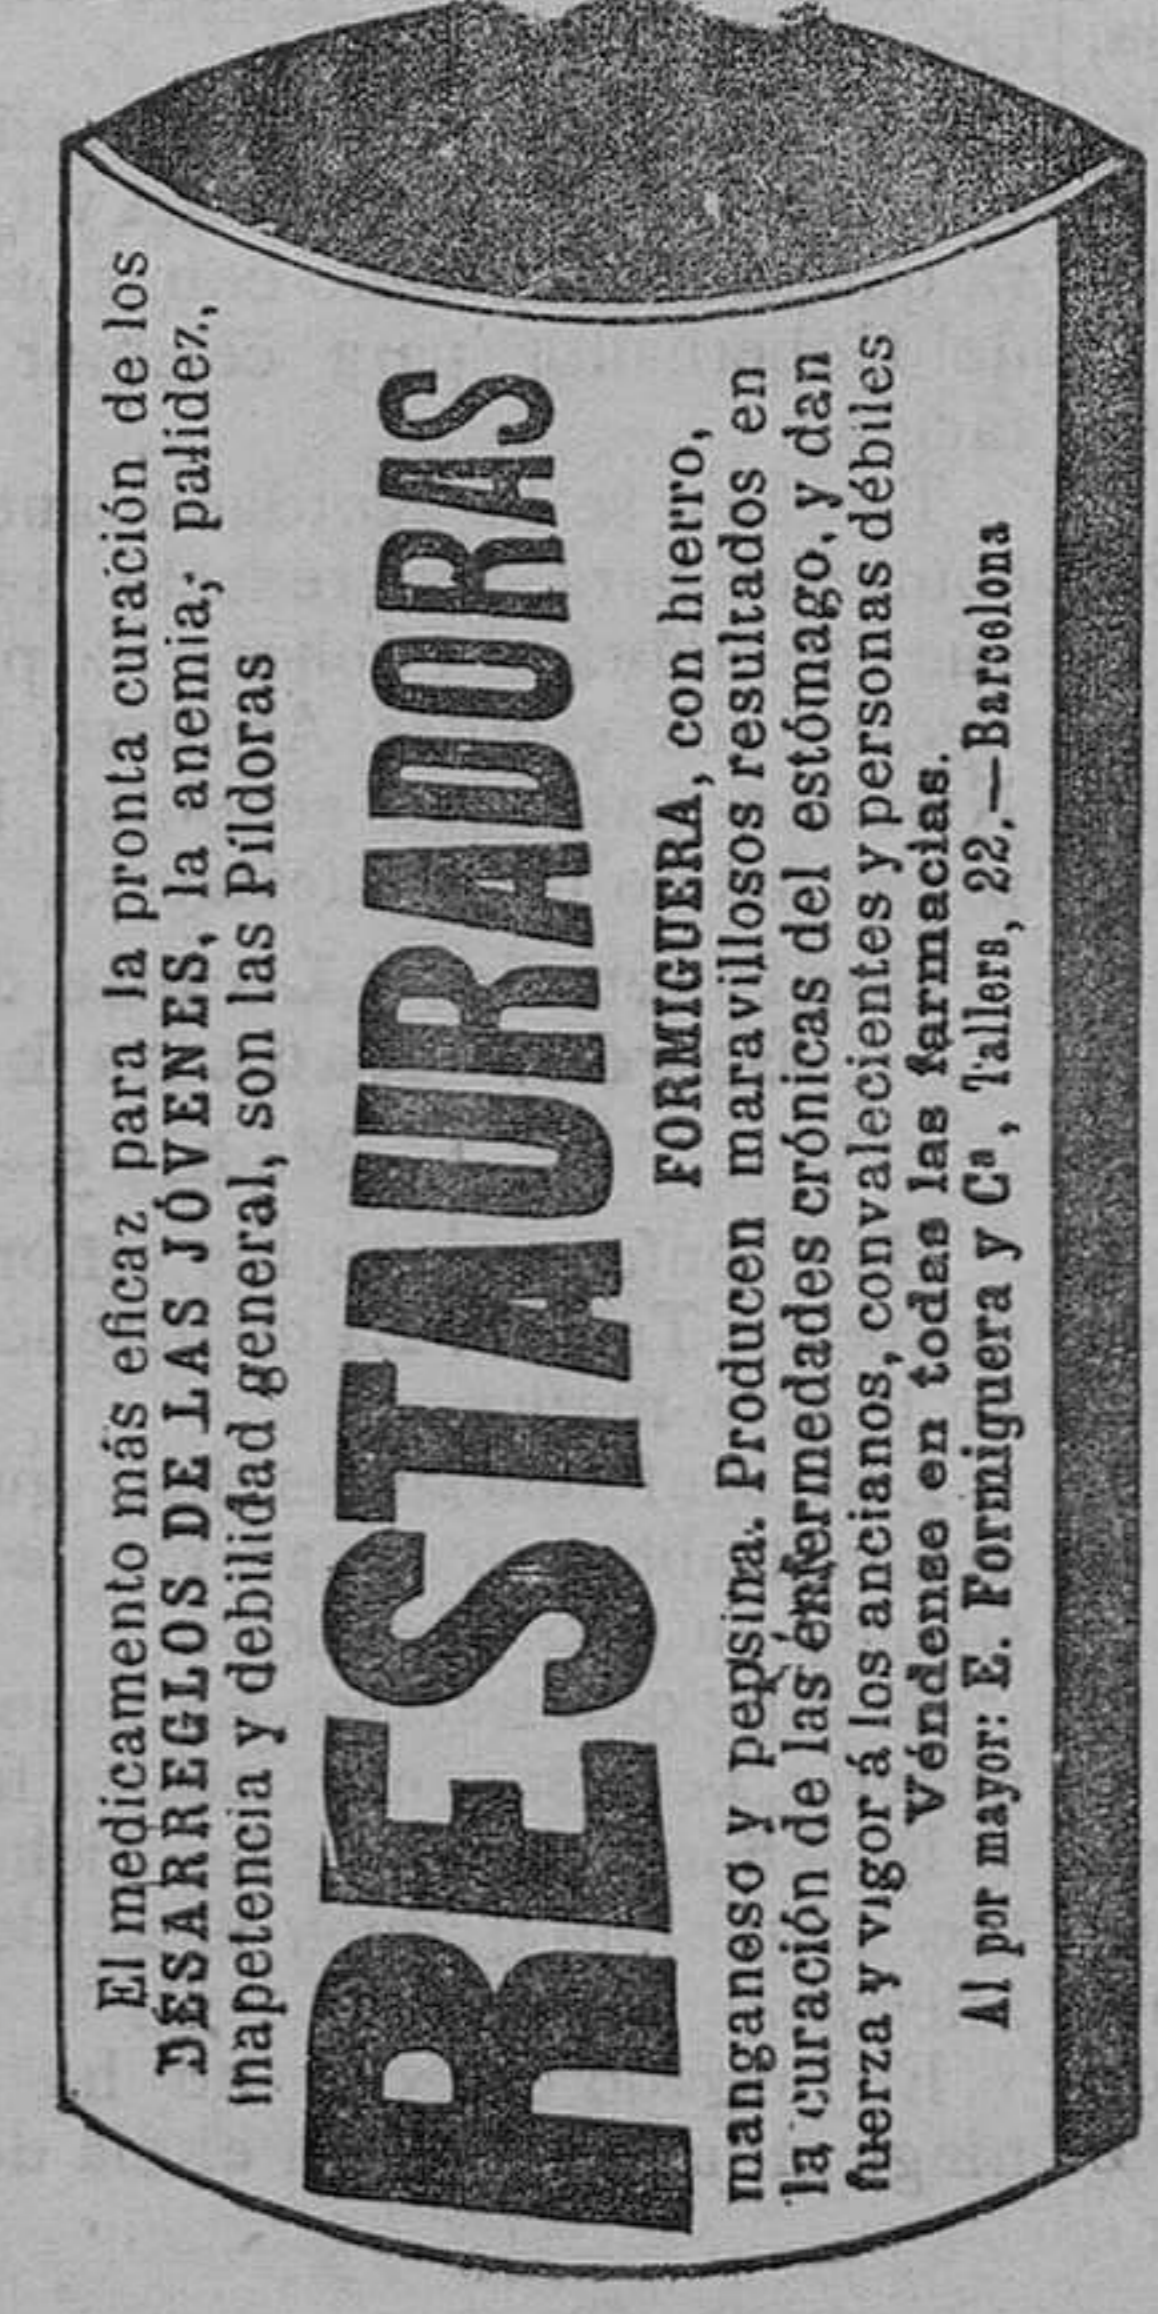 El medicamento más eficaz para la pronta curación de los
DESARREGLOS DE LAS JÓVENES, la anemia, palidez,
inapetencia y debilidad general, son las Píldoras
RESTAURADORAS
FORMIGUERA, con hierro,
manganeso y pepsina. Producen maravillosos resultados en
la curación de las enfermedades crónicas del estómago, y dan
fuerza y vigor á los ancianos, convalecientes y personas débiles
Véndense en todas las farmacias.
Al por mayor: E. Formiguera y Cª, Tallers, 22,—Barcelona